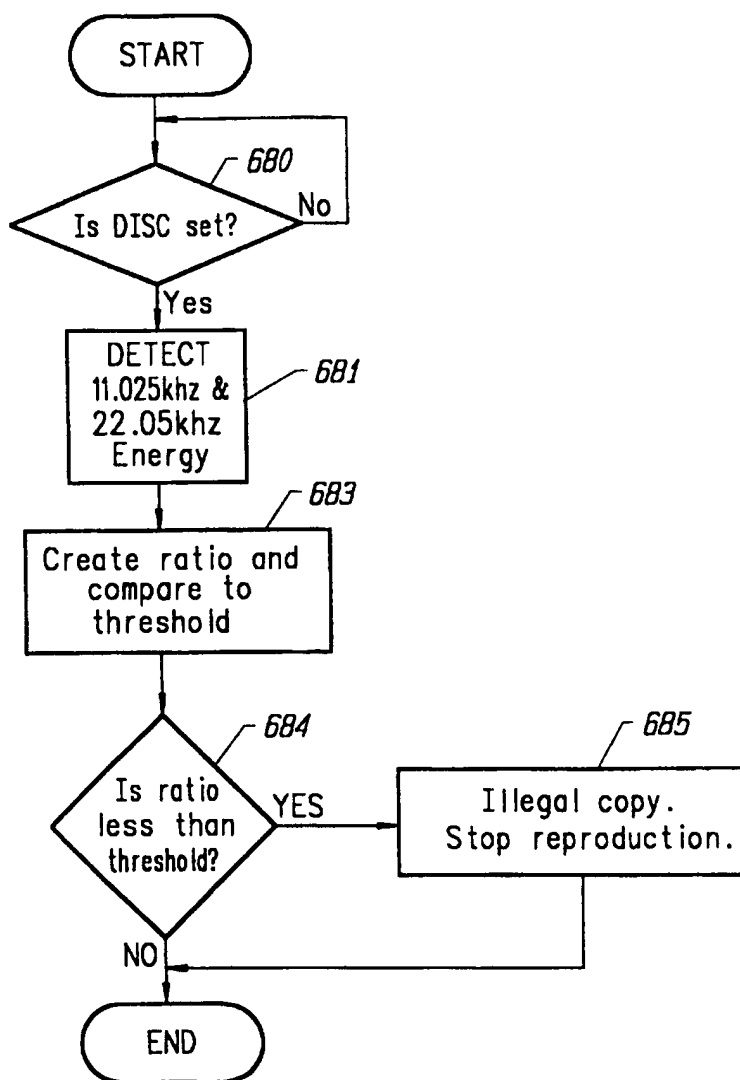 START
680
Is DISC set?
No
Yes
DETECT
11.025khz &
22.05khz
Energy
681
683
Create ratio and
compare to
threshold
684
Is ratio
less than
threshold?
YES
685
Illegal copy.
Stop reproduction.
NO
END